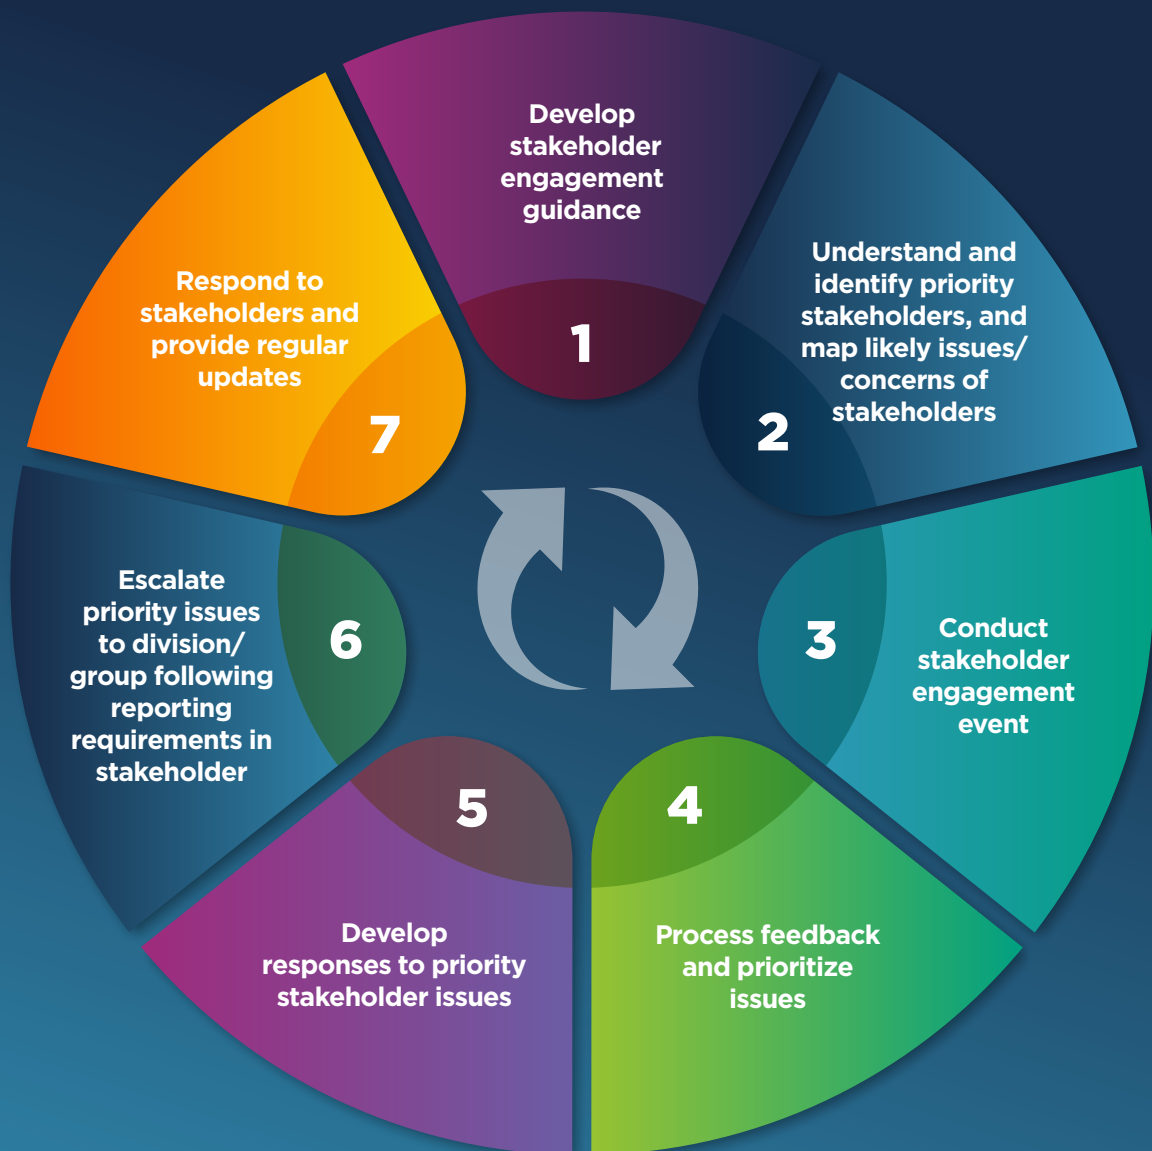 Develop
stakeholder
engagement
guidance
1
Understand and
identify priority
stakeholders, and
map likely issues/
concerns of
stakeholders
2
Conduct
stakeholder
engagement
event
3
Process feedback
and prioritize
issues
4
Develop
responses to priority
stakeholder issues
5
Escalate
priority issues
to division/
group following
reporting
requirements in
stakeholder
6
Respond to
stakeholders and
provide regular
updates
7